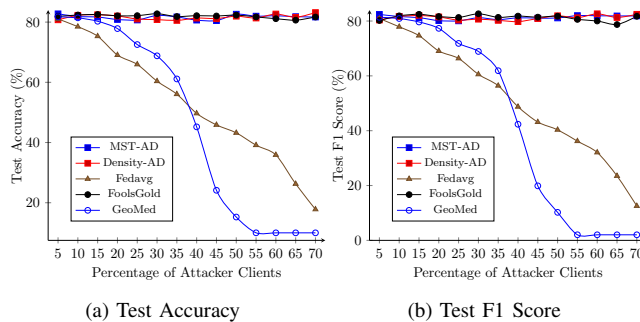 80
60
40
20
5 10 15 20 25 30 35 40 45 50 55 60 65 70
Percentage of Attacker Clients
Test Accuracy (%)
MST-AD
Density-AD
Fedavg
FoolsGold
GeoMed
(a) Test Accuracy
80
60
40
20
0
5 10 15 20 25 30 35 40 45 50 55 60 65 70
Percentage of Attacker Clients
Test F1 Score (%)
MST-AD
Density-AD
Fedavg
FoolsGold
GeoMed
(b) Test F1 Score